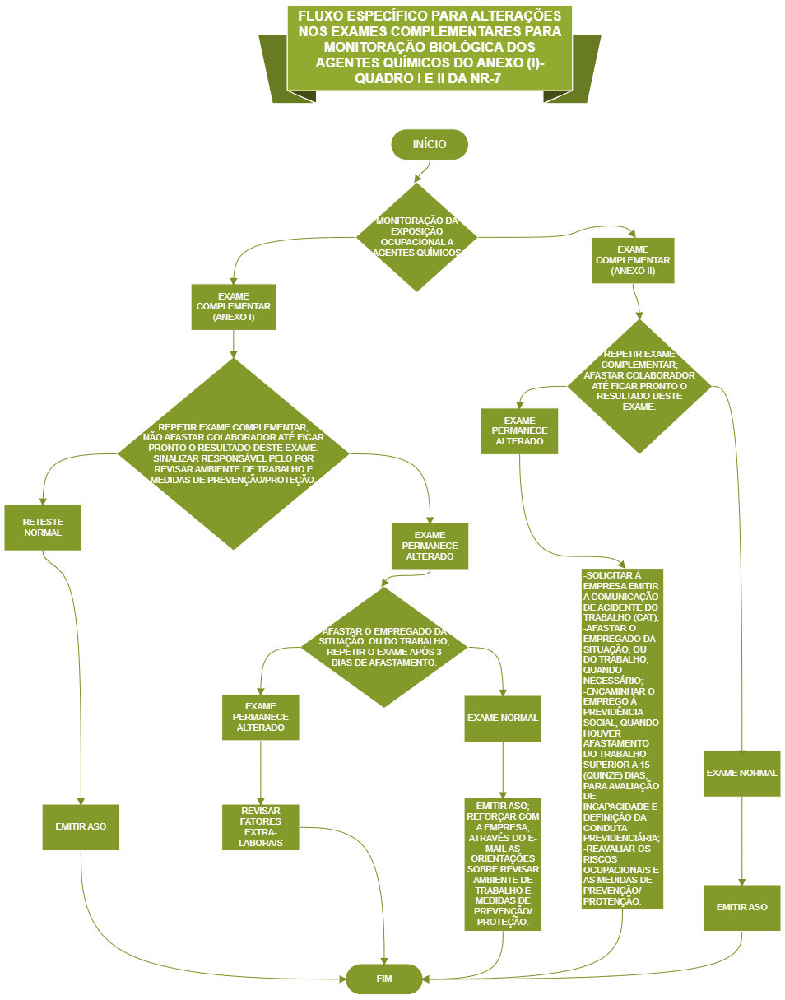 FLUXO ESPECÍFICO PARA ALTERAÇÕES
NOS EXAMES COMPLEMENTARES PARA
MONITORAÇÃO BIOLÓGICA DOS
AGENTES QUÍMICOS DO ANEXO (I)-
QUADRO I E II DA NR-7
INÍCIO
MONITORAÇÃO DA
EXPOSIÇÃO
OCUPACIONAL A
AGENTES QUÍMICOS
EXAME
COMPLEMENTAR
(ANEXO II)
EXAME
COMPLEMENTAR
(ANEXO I)
REPETIR EXAME
COMPLEMENTAR;
AFASTAR COLABORADOR
ATÉ FICAR PRONTO O
RESULTADO DESTE
EXAME.
EXAME
PERMANECE
ALTERADO
REPETIR EXAME COMPLEMENTAR;
NÃO AFASTAR COLABORADOR ATÉ FICAR
PRONTO O RESULTADO DESTE EXAME.
SINALIZAR RESPONSÁVEL PELO PGR
REVISAR AMBIENTE DE TRABALHO E
MEDIDAS DE PREVENÇÃO/PROTEÇÃO
RETESTE
NORMAL
EXAME
PERMANECE
ALTERADO
-SOLICITAR À
EMPRESA EMITIR
A COMUNICAÇÃO
DE ACIDENTE DO
TRABALHO (CAT);
-AFASTAR O
EMPREGADO DA
SITUAÇÃO, OU
DO TRABALHO,
QUANDO
NECESSÁRIO;
-ENCAMINHAR O
EMPREGO À
PREVIDÊNCIA
SOCIAL, QUANDO
HOUVER
AFASTAMENTO
DO TRABALHO
SUPERIOR A 15
(QUINZE) DIAS,
PARA AVALIAÇÃO
DE
INCAPACIDADE E
DEFINIÇÃO DA
CONDUTA
PREVIDENCIÁRIA;
-REAVALIAR OS
RISCOS
OCUPACIONAIS E
AS MEDIDAS DE
PREVENÇÃO/
PROTENÇÃO.
AFASTAR O EMPREGADO DA
SITUAÇÃO, OU DO TRABALHO;
REPETIR O EXAME APÓS 3
DIAS DE AFASTAMENTO.
EXAME
PERMANECE
ALTERADO
EXAME NORMAL
EXAME NORMAL
EMITIR ASO
REVISAR
FATORES
EXTRA-
LABORAIS
EMITIR ASO;
REFORÇAR COM
A EMPRESA,
ATRAVÉS DO E-
MAIL AS
ORIENTAÇÕES
SOBRE REVISAR
AMBIENTE DE
TRABALHO E
MEDIDAS DE
PREVENÇÃO/
PROTEÇÃO.
EMITIR ASO
FIM